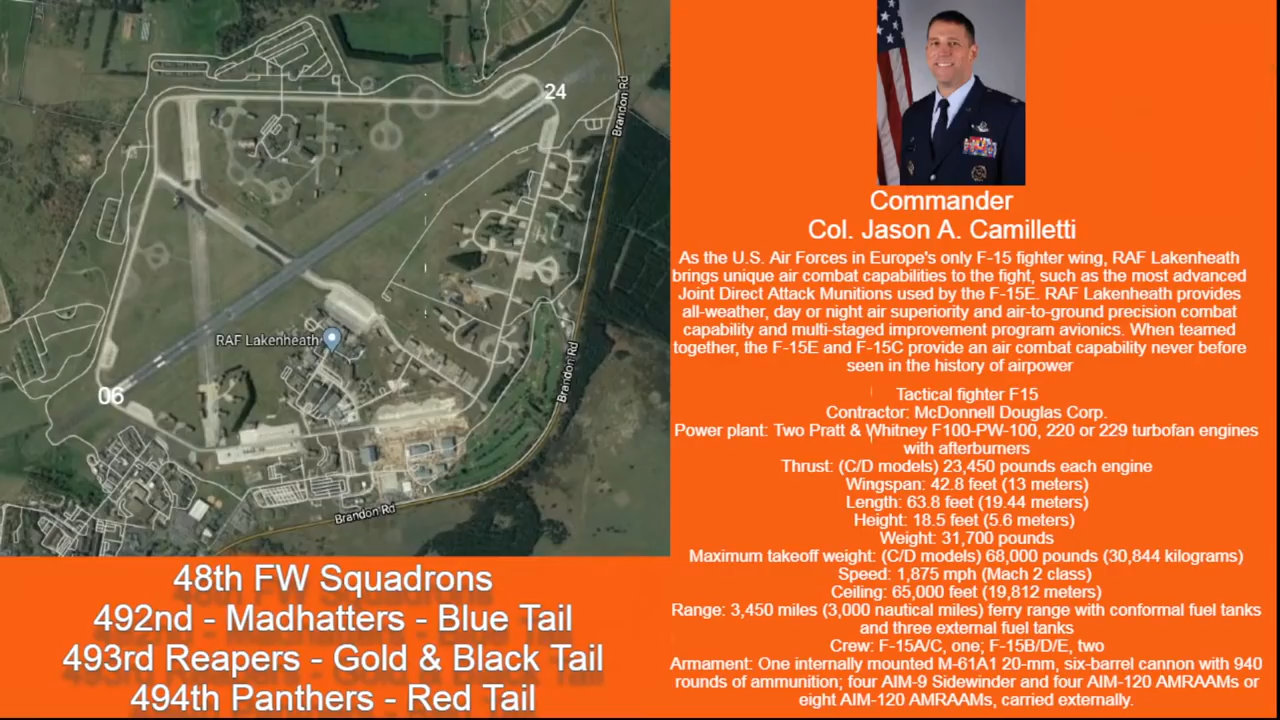 24
Brandon Rd
RAF Lakenheath
Brandon Rd
06
Brandon Rd
48th FW Squadrons
492nd - Madhatters - Blue Tail
493rd Reapers - Gold & Black Tail
494th Panthers - Red Tail
Commander
Col. Jason A. Camilletti
As the U.S. Air Forces in Europe's only F-15 fighter wing, RAF Lakenheath
brings unique air combat capabilities to the fight, such as the most advanced
Joint Direct Attack Munitions used by the F-15E. RAF Lakenheath provides
all-weather, day or night air superiority and air-to-ground precision combat
capability and multi-staged improvement program avionics. When teamed
together, the F-15E and F-15C provide an air combat capability never before
seen in the history of airpower
Tactical fighter F15
Contractor: McDonnell Douglas Corp.
Power plant: Two Pratt & Whitney F100-PW-100, 220 or 229 turbofan engines
with afterburners
Thrust: (C/D models) 23,450 pounds each engine
Wingspan: 42.8 feet (13 meters)
Length: 63.8 feet (19.44 meters)
Height: 18.5 feet (5.6 meters)
Weight: 31,700 pounds
Maximum takeoff weight: (C/D models) 68,000 pounds (30,844 kilograms)
Speed: 1,875 mph (Mach 2 class)
Ceiling: 65,000 feet (19,812 meters)
Range: 3,450 miles (3,000 nautical miles) ferry range with conformal fuel tanks
and three external fuel tanks
Crew: F-15A/C, one; F-15B/D/E, two
Armament: One internally mounted M-61A1 20-mm, six-barrel cannon with 940
rounds of ammunition; four AIM-9 Sidewinder and four AIM-120 AMRAAMs or
eight AIM-120 AMRAAMs, carried externally.